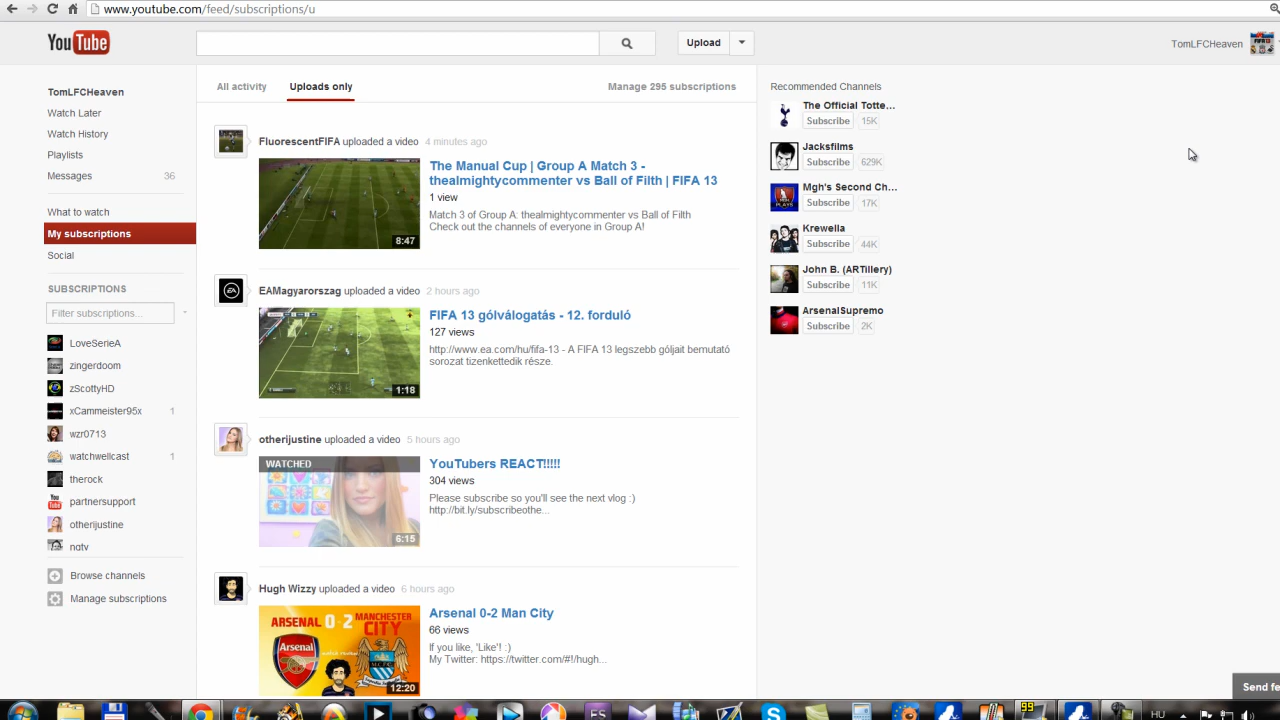 www.youtube.com/feed/subscriptions/u
YouTube
Upload
TomLFCHeaven
TomLFCHeaven
Watch Later
Watch History
Playlists
Messages 36
What to watch
My subscriptions
Social
SUBSCRIPTIONS
Filter subscriptions...
LoveSerieA
zingerdoom
zScottyHD
xCammeister95x 1
wzr0713
watchwellcast 1
therock
partnersupport
otherijustine
Browse channels
Manage subscriptions
All activity
Uploads only
Manage 295 subscriptions
FluorescentFIFA uploaded a video 4 minutes ago
The Manual Cup | Group A Match 3 -
thealmightycommenter vs Ball of Filth | FIFA 13
1 view
Match 3 of Group A: thealmightycommenter vs Ball of Filth
Check out the channels of everyone in Group A!
8:47
EAMagyarorszag uploaded a video 2 hours ago
FIFA 13 gólválogatás - 12. forduló
127 views
http://www.ea.com/hu/fifa-13 - A FIFA 13 legszebb góljait bemutató
sorozat tizenkettedik része.
1:18
otherijustine uploaded a video 5 hours ago
WATCHED
YouTubers REACT!!!!!
304 views
Please subscribe so you'll see the next vlog :)
http://bit.ly/subscribeothe...
6:15
Hugh Wizzy uploaded a video 6 hours ago
Arsenal 0-2 Man City
66 views
If you like, 'Like'! :)
My Twitter: https://twitter.com/#!/hugh...
ARSENAL 0-2 MANCHESTER
CITY
Arsenal
12:20
Recommended Channels
The Official Totte...
Subscribe 15K
Jacksfilms
Subscribe 629K
Mgh's Second Ch...
Subscribe 17K
Krewella
Subscribe 44K
John B. (ARTillery)
Subscribe 11K
ArsenalSupremo
Subscribe 2K
Send fe
HU